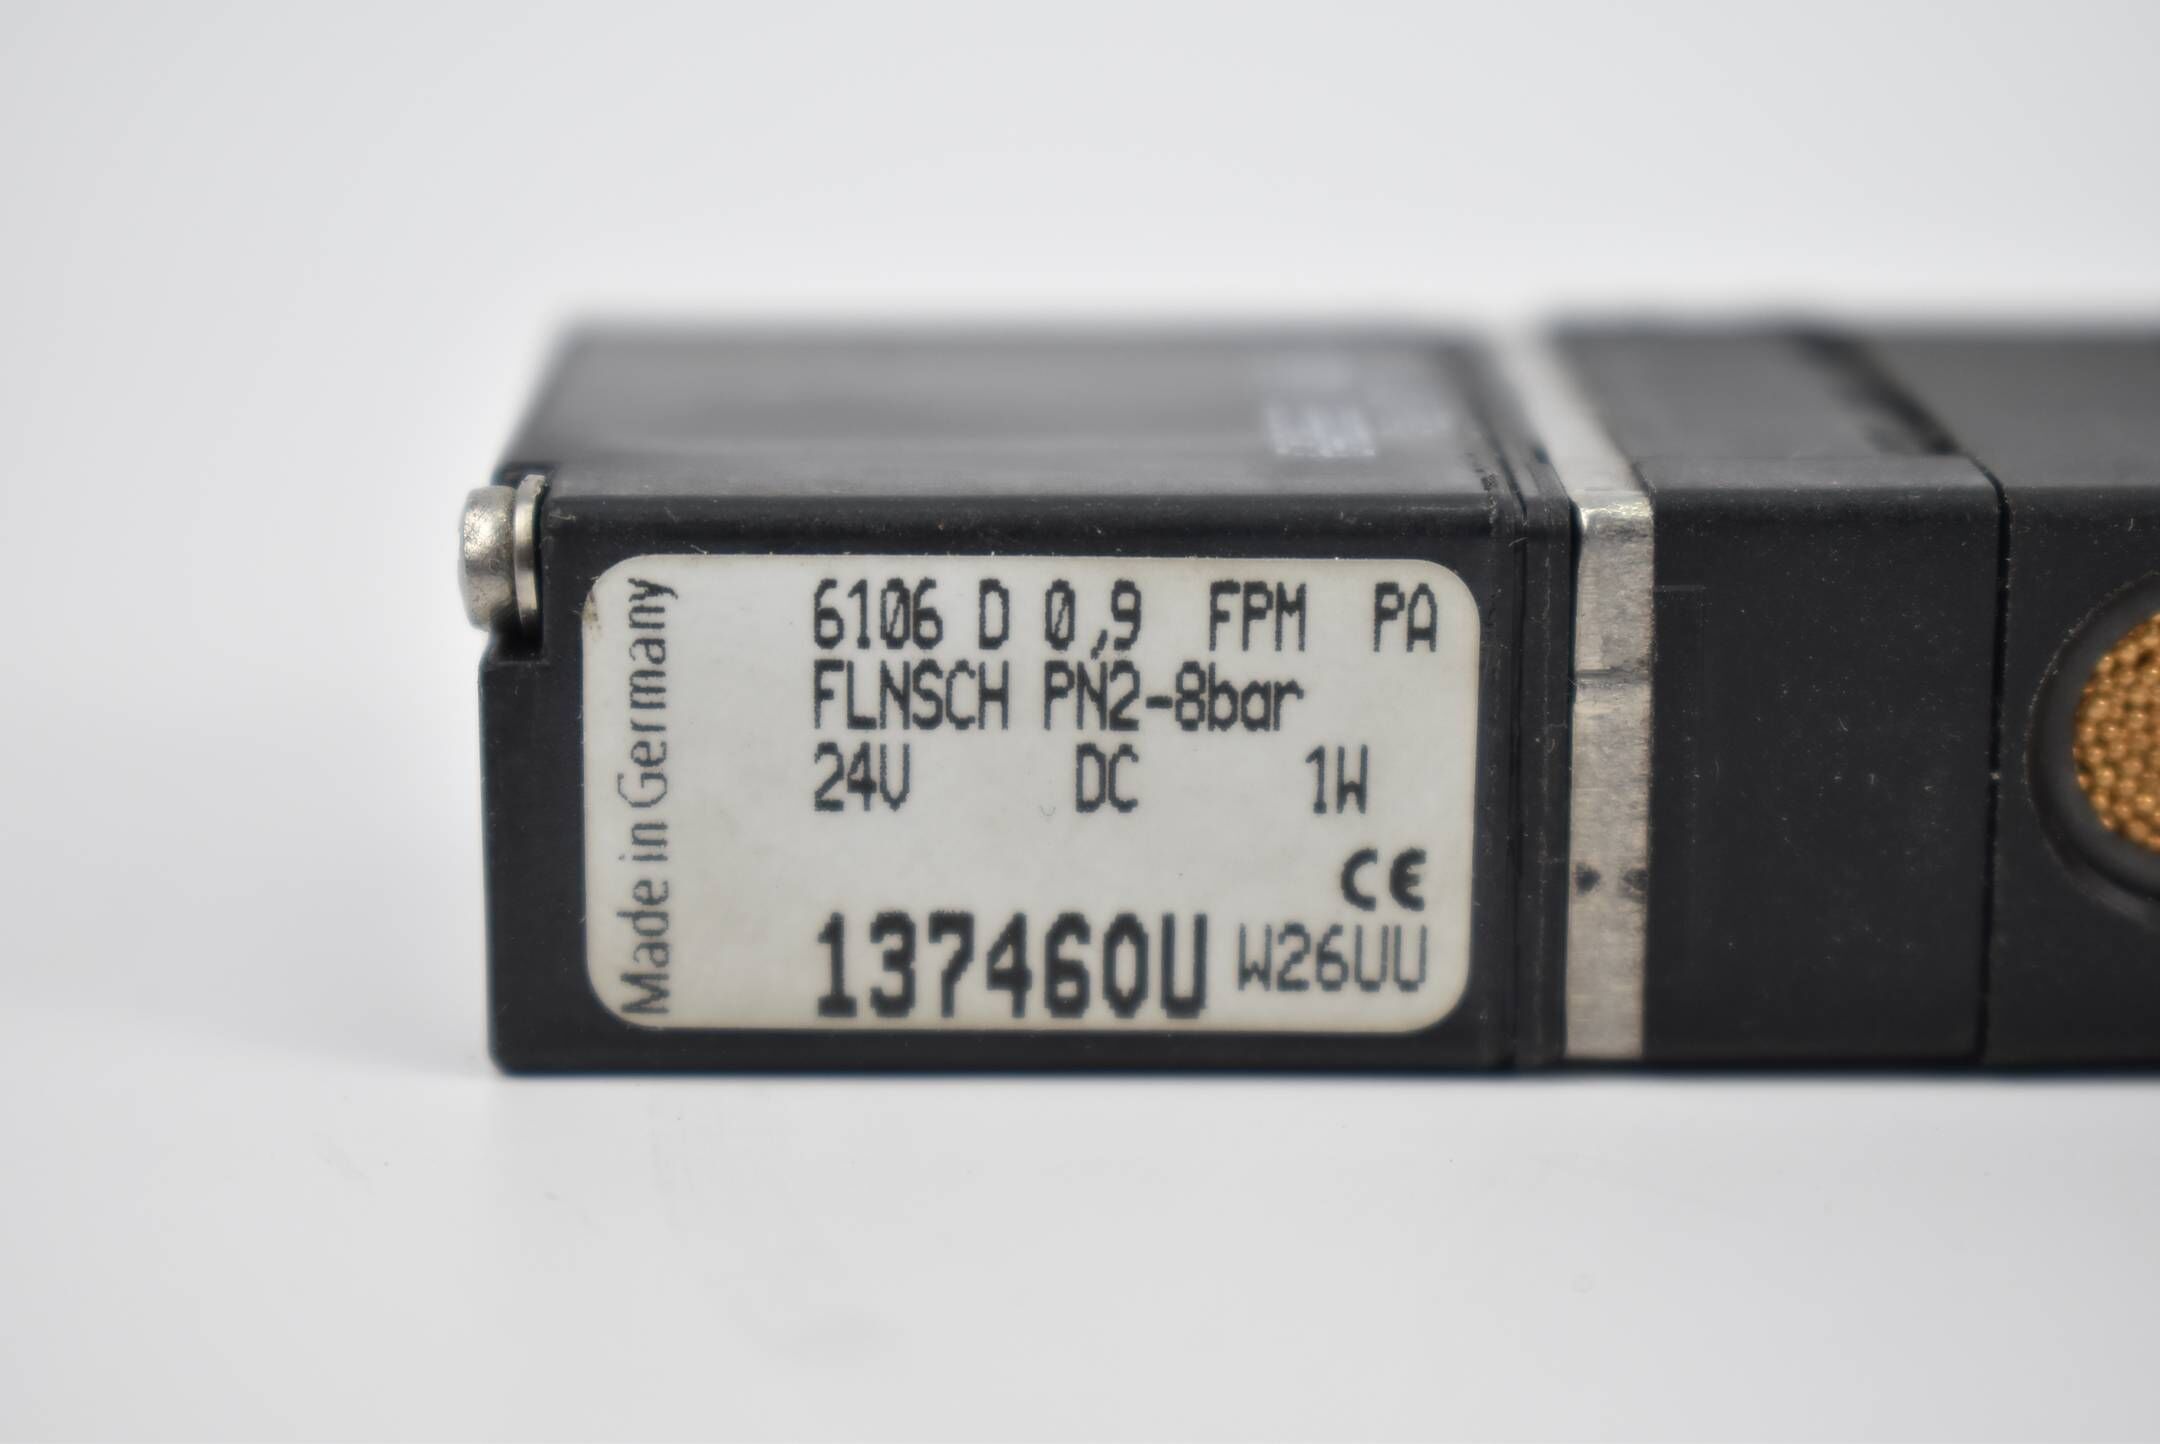 Made in Germany
6106 D 0,9 FPM PA
FLNSCH PN2-8bar
24V DC 1W
CE
137460U W26UU